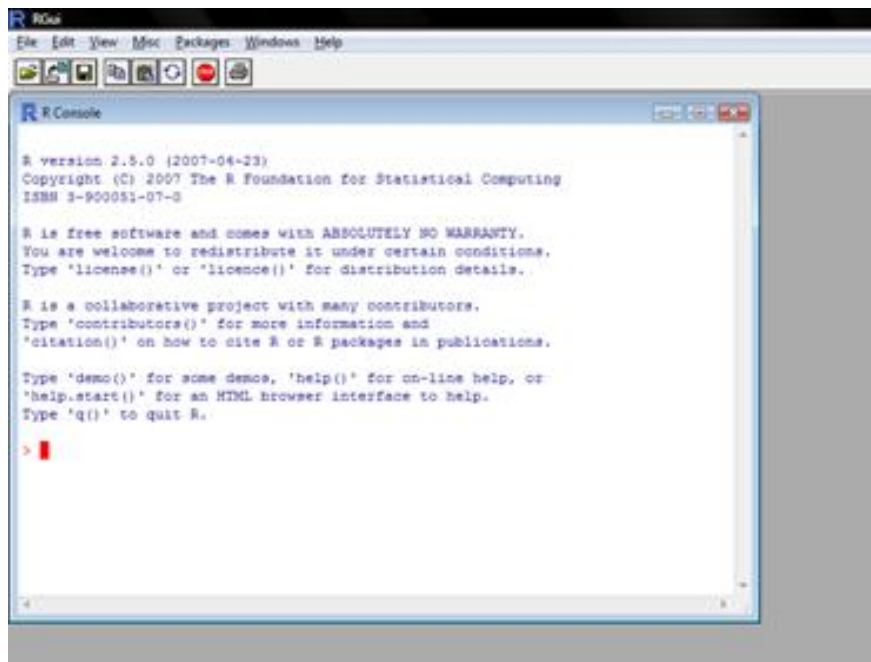 RGui
File Edit View Misc Packages Windows Help
R Console
R version 2.5.0 (2007-04-23)
Copyright (C) 2007 The R Foundation for Statistical Computing
ISBN 3-900051-07-0
R is free software and comes with ABSOLUTELY NO WARRANTY.
You are welcome to redistribute it under certain conditions.
Type 'license()' or 'licence()' for distribution details.
R is a collaborative project with many contributors.
Type 'contributors()' for more information and
'citation()' on how to cite R or R packages in publications.
Type 'demo()' for some demos, 'help()' for on-line help, or
'help.start()' for an HTML browser interface to help.
Type 'q()' to quit R.
>